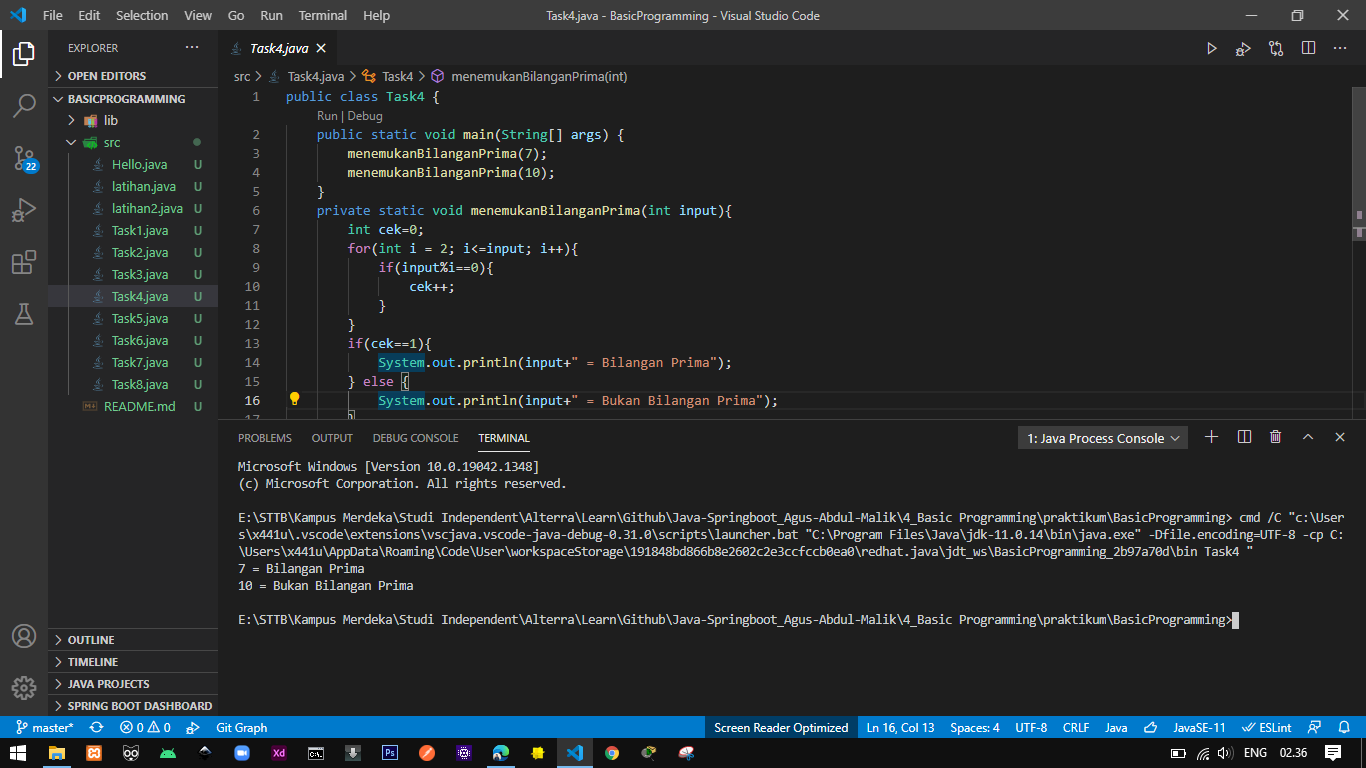 File Edit Selection View Go Run Terminal Help Task4.java - BasicProgramming - Visual Studio Code
EXPLORER
OPEN EDITORS
BASICPROGRAMMING
lib
src
Hello.java U
latihan.java U
latihan2.java U
Task1.java U
Task2.java U
Task3.java U
Task4.java U
Task5.java U
Task6.java U
Task7.java U
Task8.java U
README.md U
OUTLINE
TIMELINE
JAVA PROJECTS
SPRING BOOT DASHBOARD
22
Task4.java
src > Task4.java > Task4 > menemukanBilanganPrima(int)
1 public class Task4 {
Run | Debug
2 public static void main(String[] args) {
3 menemukanBilanganPrima(7);
4 menemukanBilanganPrima(10);
5 }
6 private static void menemukanBilanganPrima(int input){
7 int cek=0;
8 for(int i = 2; i<=input; i++){
9 if(input%i==0){
10 cek++;
11 }
12 }
13 if(cek==1){
14 System.out.println(input+" = Bilangan Prima");
15 } else {
16 System.out.println(input+" = Bukan Bilangan Prima");
17 }
PROBLEMS OUTPUT DEBUG CONSOLE TERMINAL 1: Java Process Console
Microsoft Windows [Version 10.0.19042.1348]
(c) Microsoft Corporation. All rights reserved.
E:\STTB\Kampus Merdeka\Studi Independent\Alterra\Learn\Github\Java-Springboot_Agus-Abdul-Malik\4_Basic Programming\praktikum\BasicProgramming> cmd /C "c:\User
s\x441u\.vscode\extensions\vscjava.vscode-java-debug-0.31.0\scripts\launcher.bat "C:\Program Files\Java\jdk-11.0.14\bin\java.exe" -Dfile.encoding=UTF-8 -cp C:
\Users\x441u\AppData\Roaming\Code\User\workspaceStorage\191848bd866b8e2602c2e3ccfccb0ea0\redhat.java\jdt_ws\BasicProgramming_2b97a70d\bin Task4 "
7 = Bilangan Prima
10 = Bukan Bilangan Prima
E:\STTB\Kampus Merdeka\Studi Independent\Alterra\Learn\Github\Java-Springboot_Agus-Abdul-Malik\4_Basic Programming\praktikum\BasicProgramming>
master* 0 0 Git Graph Screen Reader Optimized Ln 16, Col 13 Spaces: 4 UTF-8 CRLF Java JavaSE-11 ESLint
Xd Ps ENG 02.36